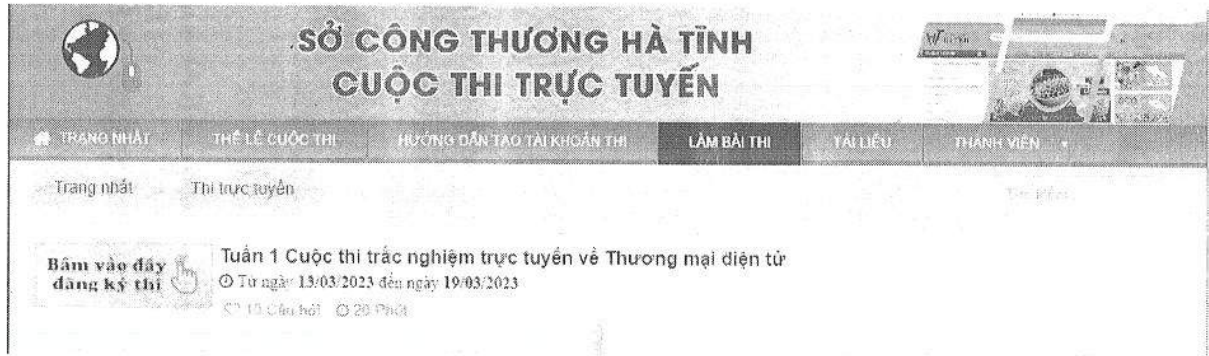 SỞ CÔNG THƯƠNG HÀ TĨNH
CUỘC THI TRỰC TUYẾN
TRANG NHẤT THỂ LỆ CUỘC THI HƯỚNG DẪN TẠO TÀI KHOẢN THI LÀM BÀI THI TÀI LIỆU THÀNH VIÊN
Trang nhất Thi trực tuyến
Bấm vào đây
đăng ký thi
Tuần 1 Cuộc thi trắc nghiệm trực tuyến về Thương mại điện tử
Từ ngày 13/03/2023 đến ngày 19/03/2023
Câu hỏi 20 Phút